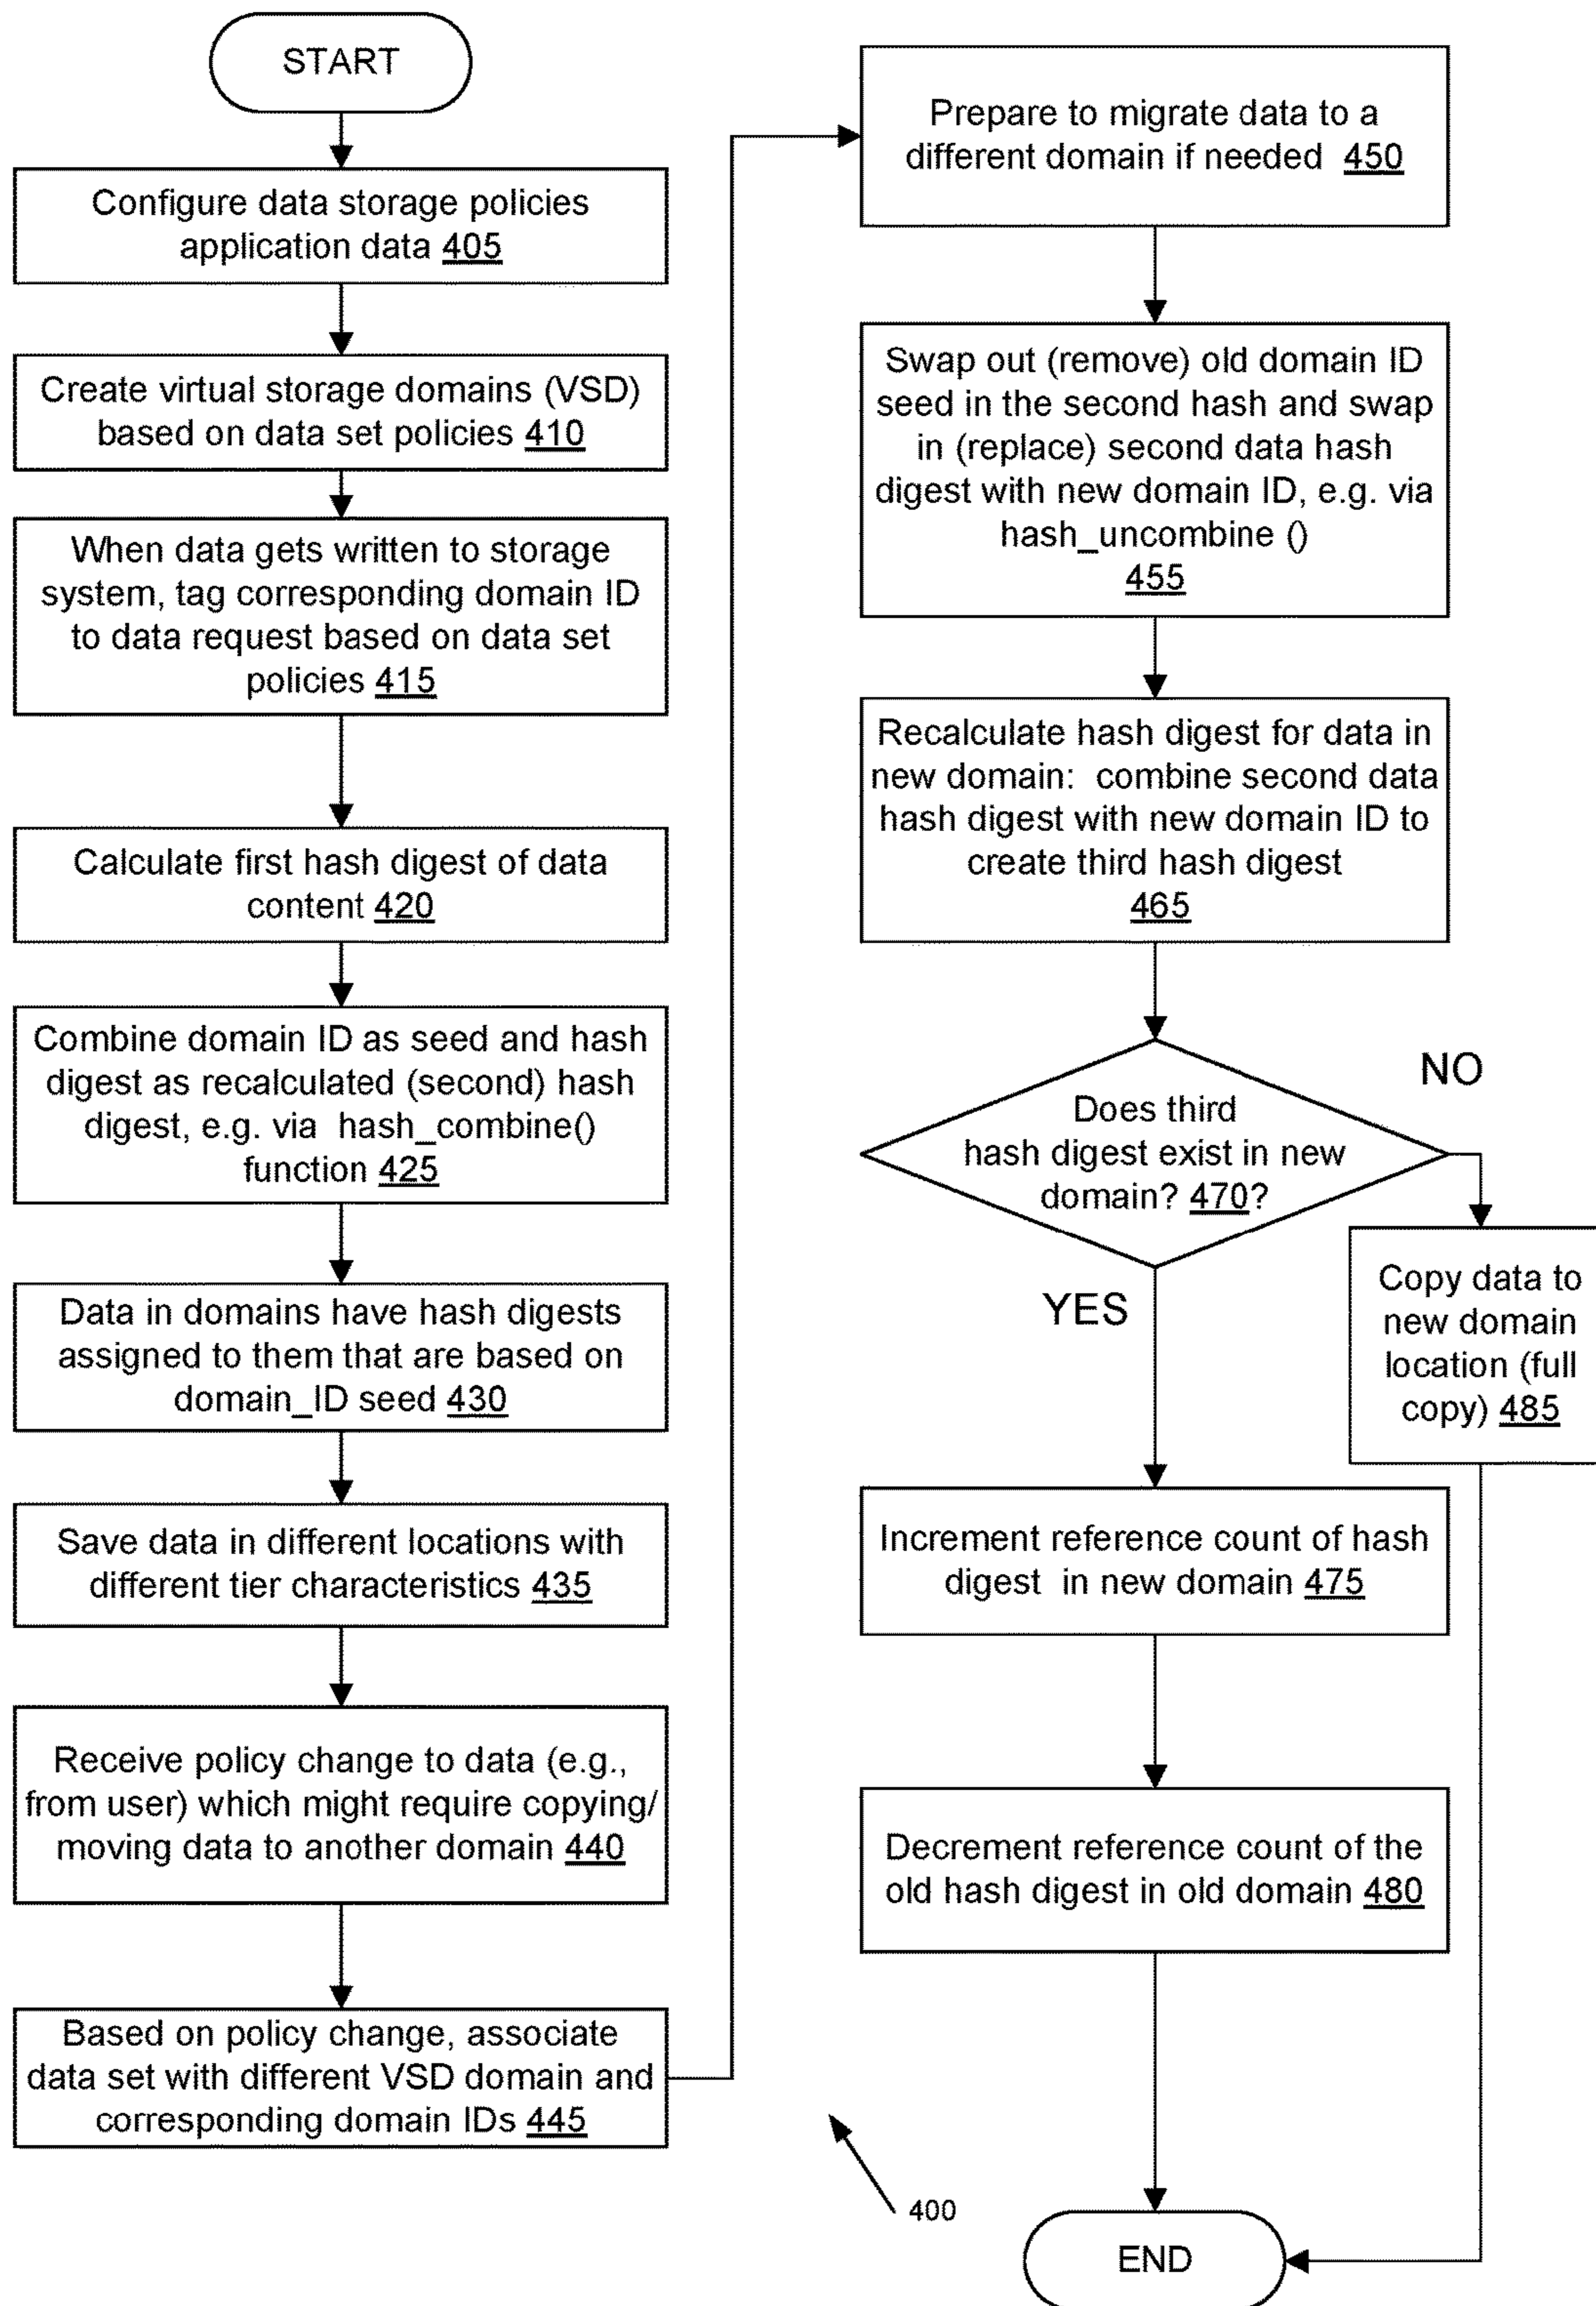 START
Configure data storage policies
application data 405
Create virtual storage domains (VSD)
based on data set policies 410
When data gets written to storage
system, tag corresponding domain ID
to data request based on data set
policies 415
Calculate first hash digest of data
content 420
Combine domain ID as seed and hash
digest as recalculated (second) hash
digest, e.g. via hash_combine()
function 425
Data in domains have hash digests
assigned to them that are based on
domain_ID seed 430
Save data in different locations with
different tier characteristics 435
Receive policy change to data (e.g.,
from user) which might require copying/
moving data to another domain 440
Based on policy change, associate
data set with different VSD domain and
corresponding domain IDs 445
Prepare to migrate data to a
different domain if needed 450
Swap out (remove) old domain ID
seed in the second hash and swap
in (replace) second data hash
digest with new domain ID, e.g. via
hash_uncombine ()
455
Recalculate hash digest for data in
new domain: combine second data
hash digest with new domain ID to
create third hash digest
465
Does third
hash digest exist in new
domain? 470?
NO
YES
Copy data to
new domain
location (full
copy) 485
Increment reference count of hash
digest in new domain 475
Decrement reference count of the
old hash digest in old domain 480
400
END